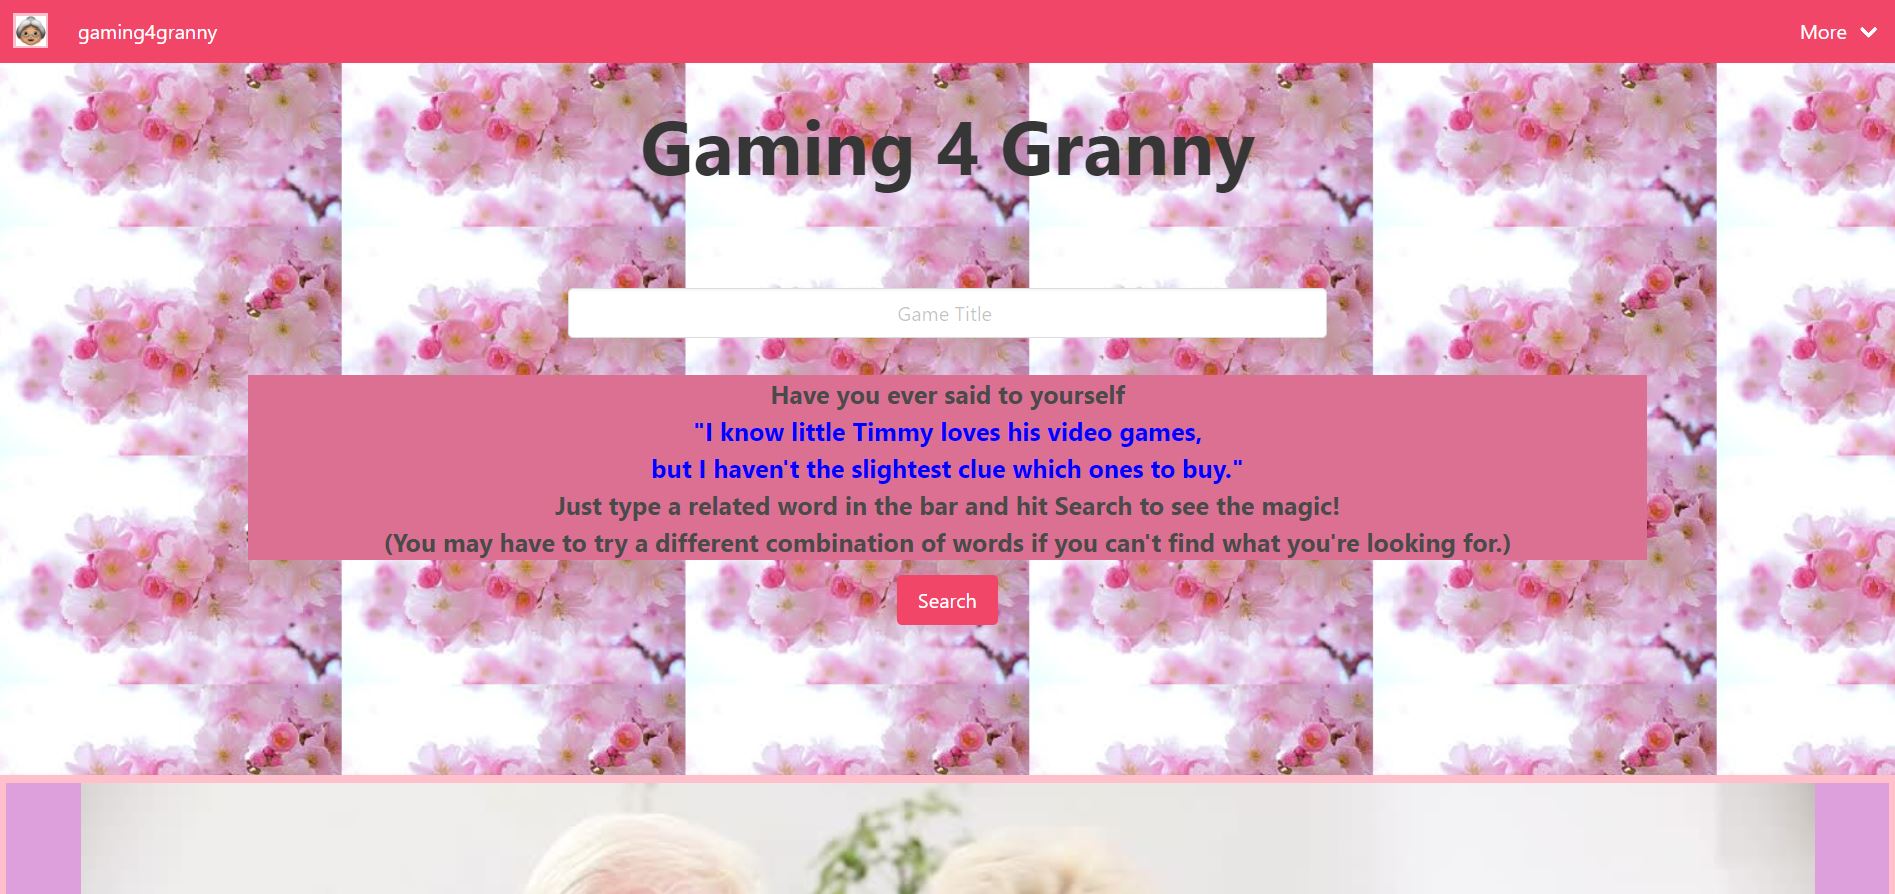 gaming4granny
More
Gaming 4 Granny
Game Title
Have you ever said to yourself
"I know little Timmy loves his video games,
but I haven't the slightest clue which ones to buy."
Just type a related word in the bar and hit Search to see the magic!
(You may have to try a different combination of words if you can't find what you're looking for.)
Search